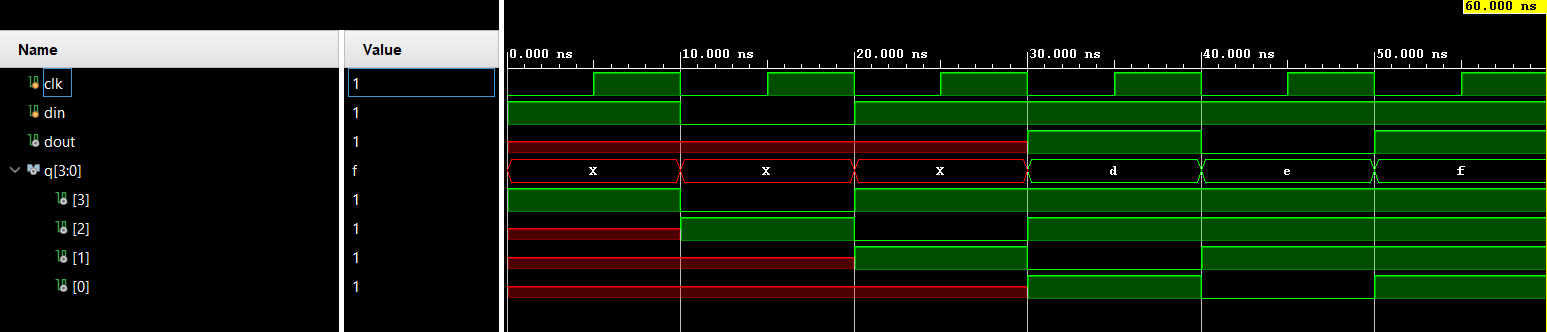 60.000 ns
Name Value
0.000 ns 10.000 ns 20.000 ns 30.000 ns 40.000 ns 50.000 ns
clk 1
din 1
dout 1
q[3:0] f X X X d e f
[3] 1
[2] 1
[1] 1
[0] 1